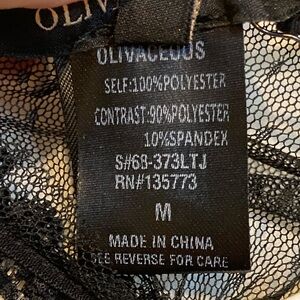 OLIV
OLIVACEOUS
SELF:100%POLYESTER
CONTRAST:90%POLYESTER
10%SPANDEX
S#68-373LTJ
RN#135773
M
MADE IN CHINA
SEE REVERSE FOR CARE